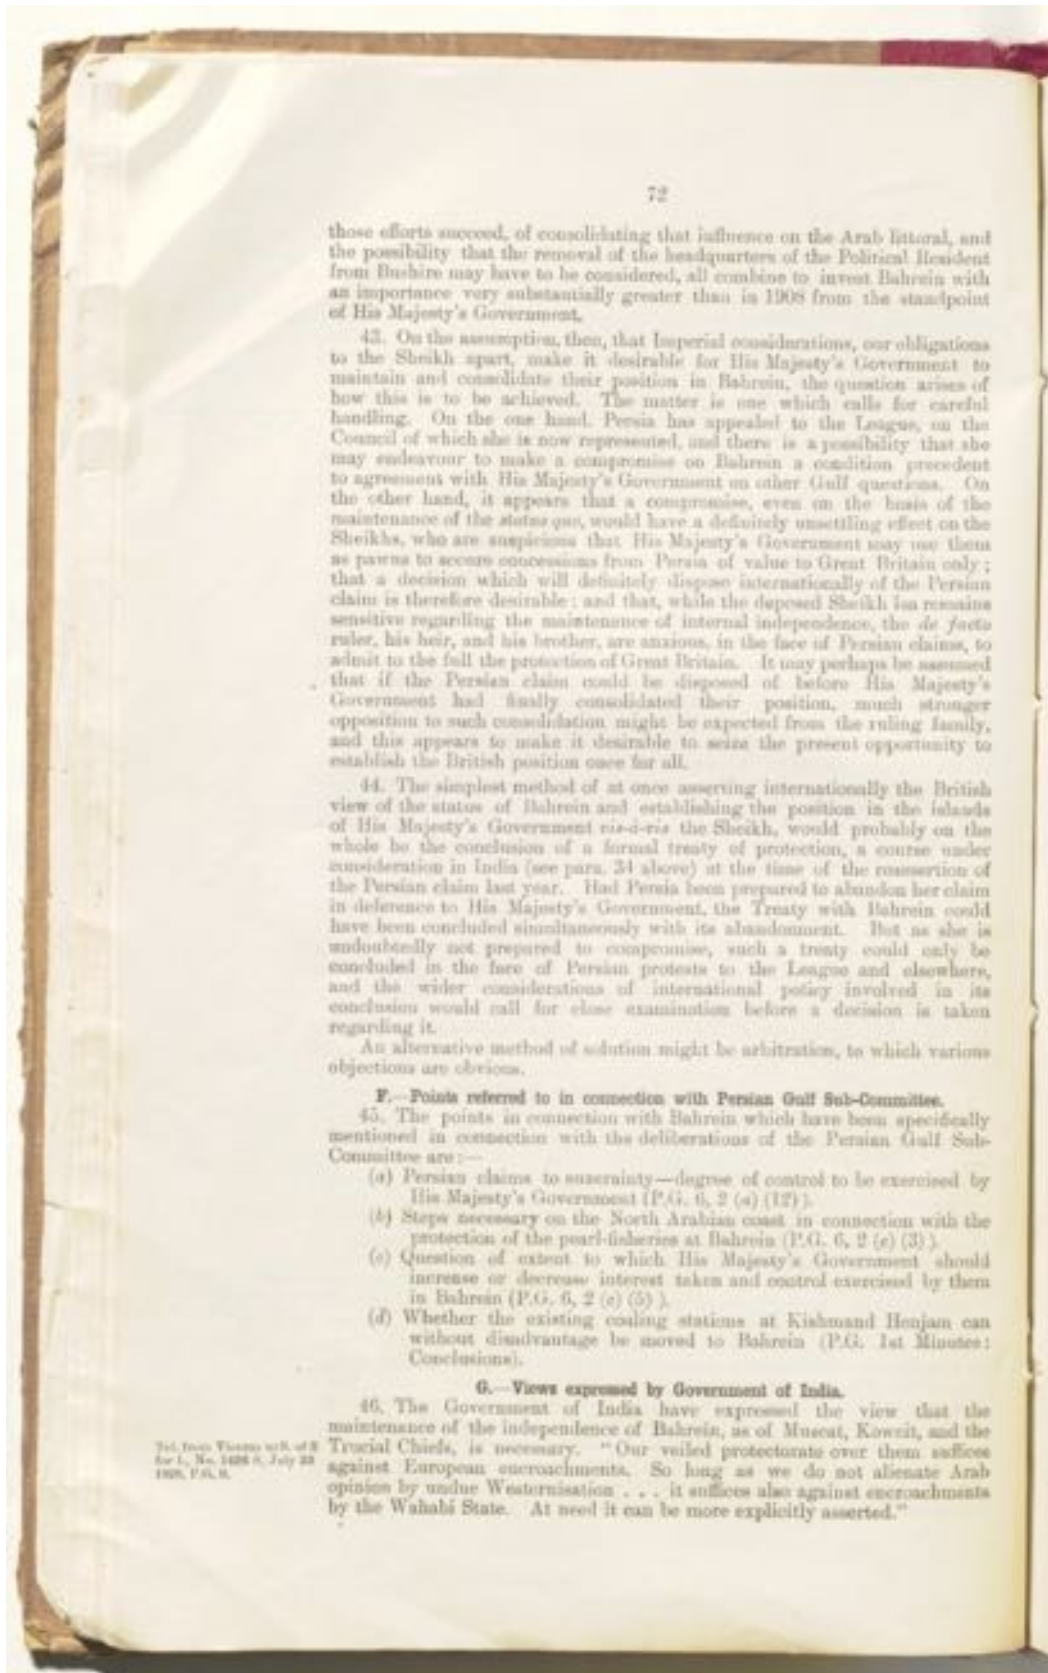 72
those efforts succeed, of consolidating that influence on the Arab littoral, and
the possibility that the removal of the headquarters of the Political Resident
from Bushire may have to be considered, all combine to invest Bahrein with
an importance very substantially greater than in 1908 from the standpoint
of His Majesty's Government.
43. On the assumption, then, that Imperial considerations, our obligations
to the Sheikh apart, make it desirable for His Majesty's Government to
maintain and consolidate their position in Bahrein, the question arises of
how this is to be achieved. The matter is one which calls for careful
handling. On the one hand, Persia has appealed to the League, on the
Council of which she is now represented, and there is a possibility that she
may endeavour to make a compromise on Bahrein a condition precedent
to agreement with His Majesty's Government on other Gulf questions. On
the other hand, it appears that a compromise, even on the basis of the
maintenance of the status quo, would have a definitely unsettling effect on the
Sheikhs, who are suspicious that His Majesty's Government may use them
as pawns to secure concessions from Persia of value to Great Britain only;
that a decision which will definitely dispose internationally of the Persian
claim is therefore desirable; and that, while the deposed Sheikh Isa remains
sensitive regarding the maintenance of internal independence, the de facto
ruler, his heir, and his brother, are anxious, in the face of Persian claims, to
admit to the full the protection of Great Britain. It may perhaps be assumed
that if the Persian claim could be disposed of before His Majesty's
Government had finally consolidated their position, much stronger
opposition to such consolidation might be expected from the ruling family,
and this appears to make it desirable to seize the present opportunity to
establish the British position once for all.
44. The simplest method of at once asserting internationally the British
view of the status of Bahrein and establishing the position in the islands
of His Majesty's Government vis-à-vis the Sheikh, would probably on the
whole be the conclusion of a formal treaty of protection, a course under
consideration in India (see para. 34 above) at the time of the reassertion of
the Persian claim last year. Had Persia been prepared to abandon her claim
in deference to His Majesty's Government, the Treaty with Bahrein could
have been concluded simultaneously with its abandonment. But as she is
undoubtedly not prepared to compromise, such a treaty could only be
concluded in the face of Persian protests to the League and elsewhere,
and the wider considerations of international policy involved in its
conclusion would call for close examination before a decision is taken
regarding it.
An alternative method of solution might be arbitration, to which various
objections are obvious.
F.—Points referred to in connection with Persian Gulf Sub-Committee.
45. The points in connection with Bahrein which have been specifically
mentioned in connection with the deliberations of the Persian Gulf Sub-
Committee are:—
(a) Persian claims to suzerainty—degree of control to be exercised by
His Majesty's Government (P.G. 6, 2 (a) (12)).
(b) Steps necessary on the North Arabian coast in connection with the
protection of the pearl-fisheries at Bahrein (P.G. 6, 2 (e) (3)).
(c) Question of extent to which His Majesty's Government should
increase or decrease interest taken and control exercised by them
in Bahrein (P.G. 6, 2 (e) (5)).
(d) Whether the existing coaling stations at Kishmand Henjam can
without disadvantage be moved to Bahrein (P.G. 1st Minutes:
Conclusions).
G.—Views expressed by Government of India.
46. The Government of India have expressed the view that the
maintenance of the independence of Bahrein, as of Muscat, Koweit, and the
Trucial Chiefs, is necessary. "Our veiled protectorate over them suffices
against European encroachments. So long as we do not alienate Arab
opinion by undue Westernisation . . . it suffices also against encroachments
by the Wahabi State. At need it can be more explicitly asserted."
Tel. from Viceroy to S. of S.
for I., No. 1426 S, July 23
1928, P.G. 8.